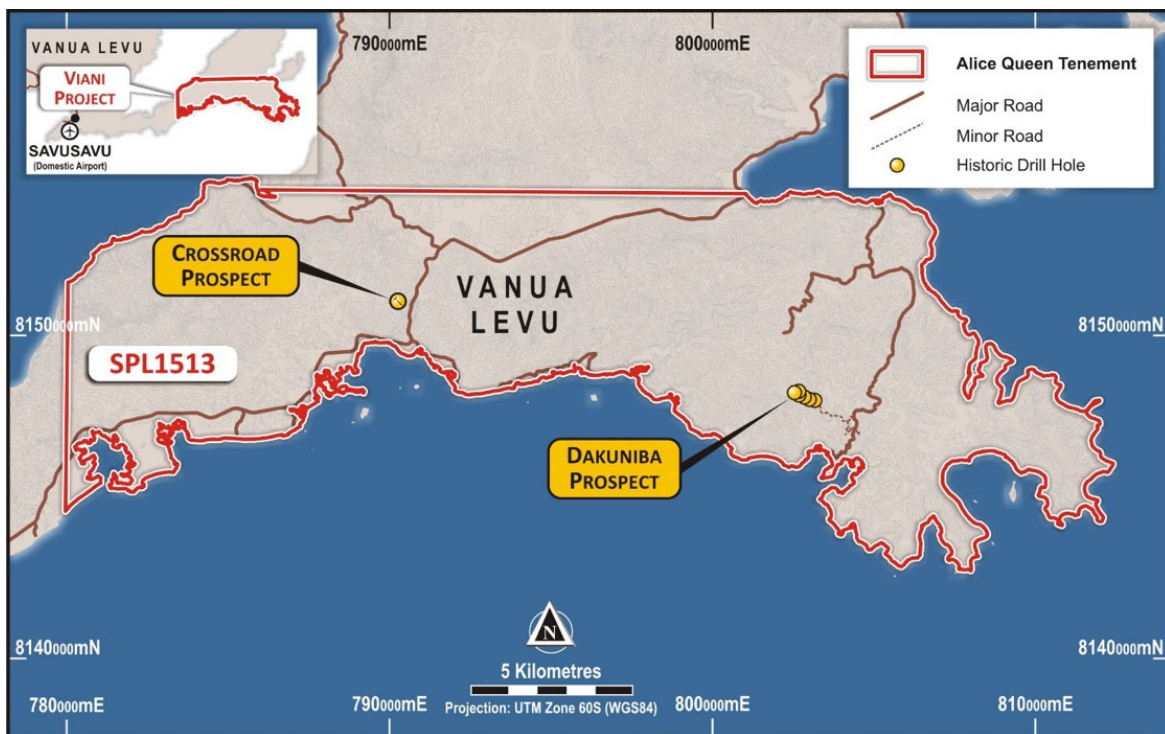 VANUA LEVU
VIANI
PROJECT
SAVUSAVU
(Domestic Airport)
790000mE
800000mE
Alice Queen Tenement
Major Road
Minor Road
Historic Drill Hole
CROSSROAD
PROSPECT
VANUA
LEVU
8150000mN
8150000mN
SPL1513
DAKUNIBA
PROSPECT
N
8140000mN
8140000mN
5 Kilometres
Projection: UTM Zone 60S (WGS84)
780000mE
790000mE
800000mE
810000mE